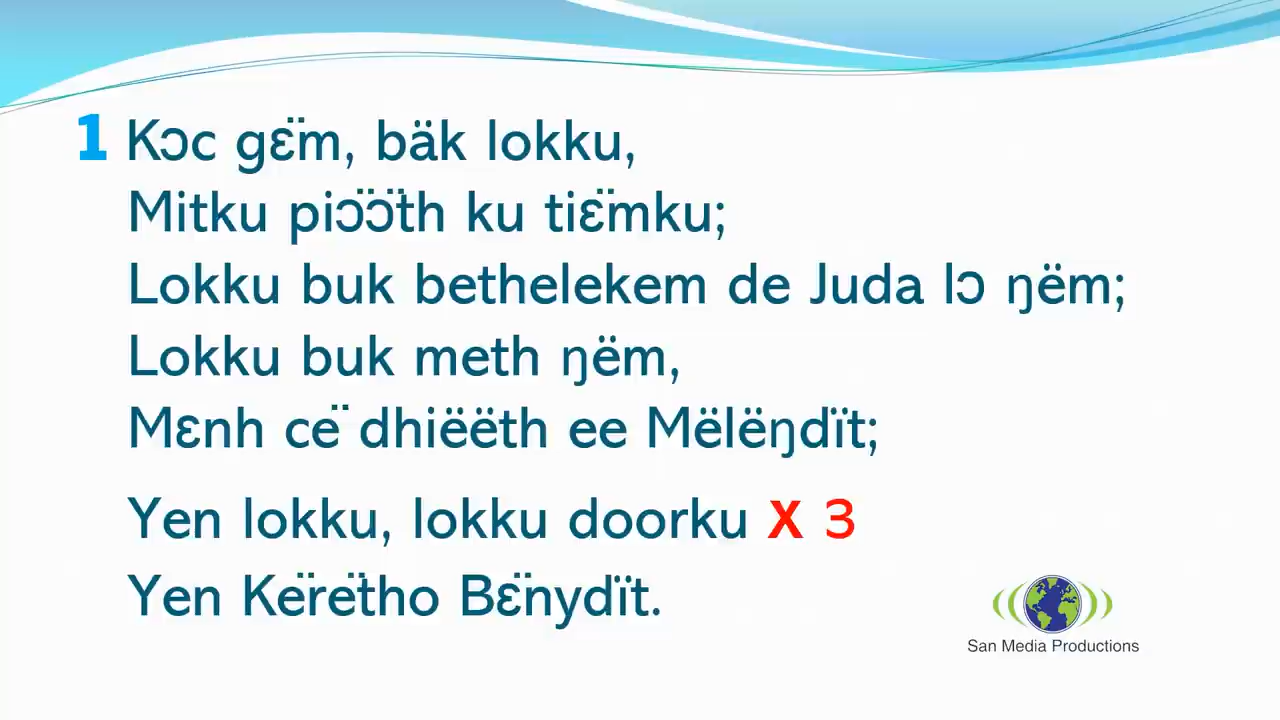 1 Kɔc gɛ̈m, bäk lokku,
Mitku piɔ̈ɔ̈th ku tiɛ̈mku;
Lokku buk bethelekem de Juda lɔ ŋëm;
Lokku buk meth ŋëm,
Mɛnh cë dhiëëth ee Mëlëŋdït;
Yen lokku, lokku doorku X 3
Yen Kërëtho Bɛ̈nydït.
San Media Productions